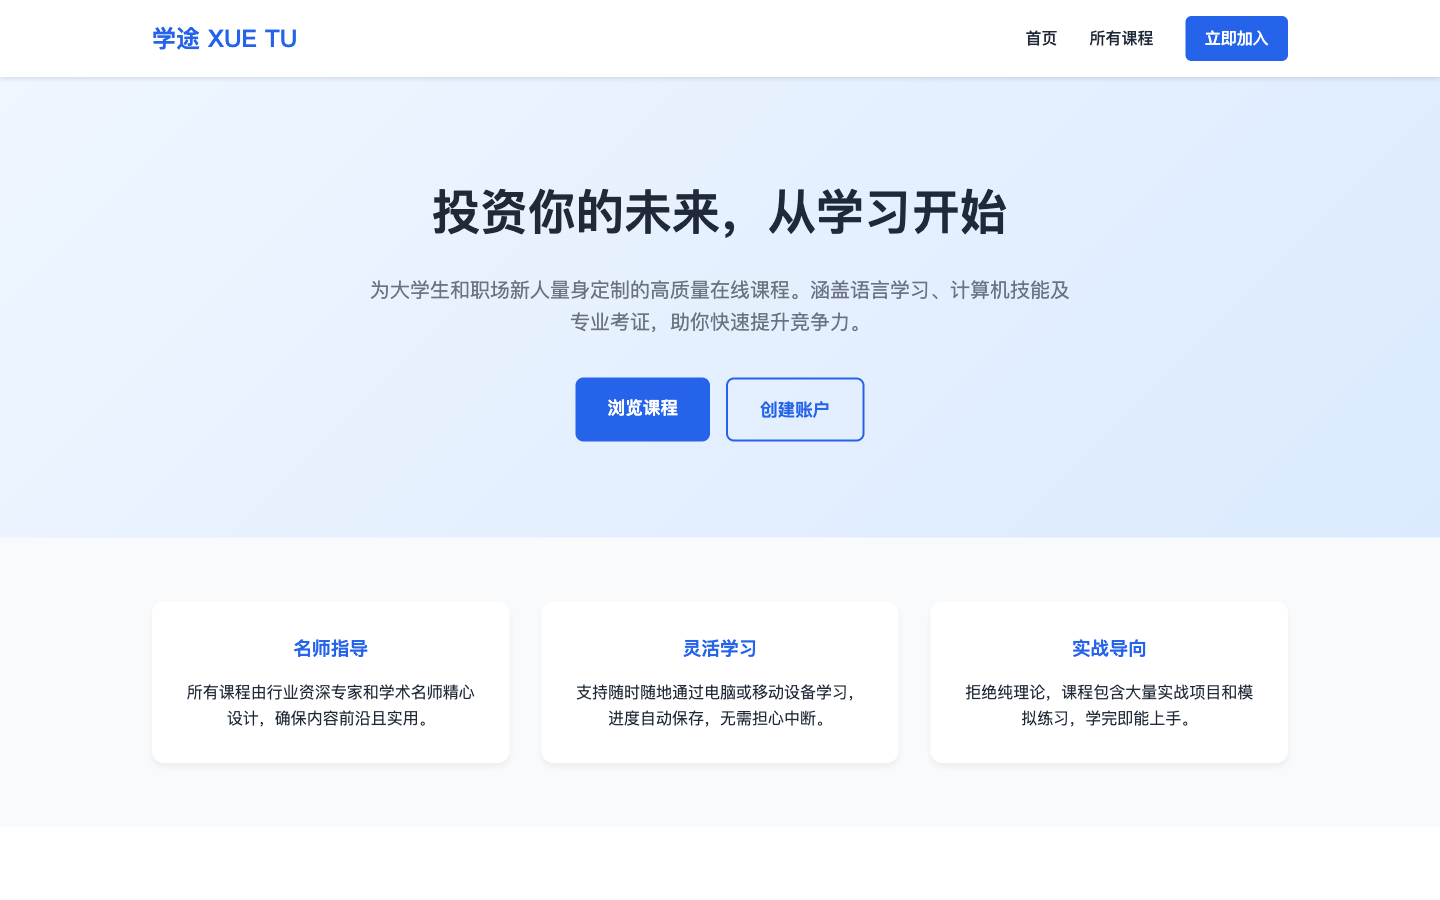 学途 XUE TU
首页
所有课程
立即加入
投资你的未来，从学习开始
为大学生和职场新人量身定制的高质量在线课程。涵盖语言学习、计算机技能及
专业考证，助你快速提升竞争力。
浏览课程
创建账户
名师指导
所有课程由行业资深专家和学术名师精心
设计，确保内容前沿且实用。
灵活学习
支持随时随地通过电脑或移动设备学习，
进度自动保存，无需担心中断。
实战导向
拒绝纯理论，课程包含大量实战项目和模
拟练习，学完即能上手。